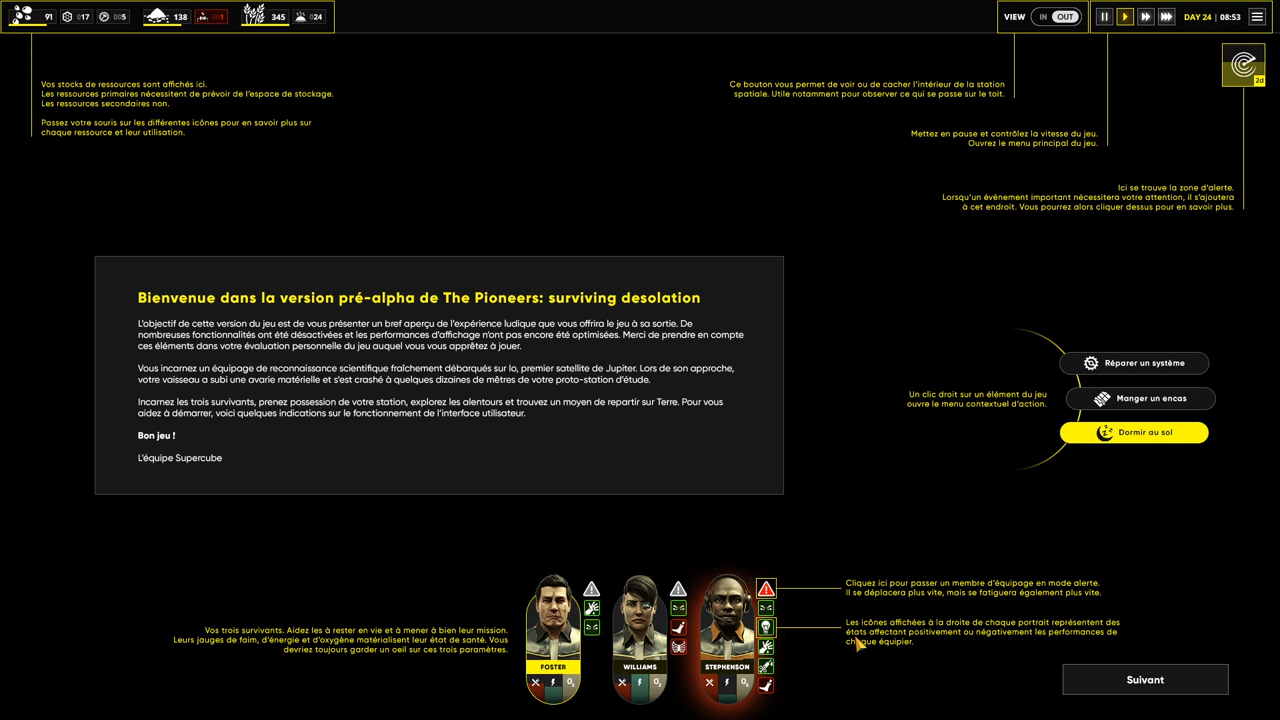 91 017 005 138 001 345 024
VIEW IN OUT
DAY 24 | 08:53
2d
Vos stocks de ressources sont affichés ici.
Les ressources primaires nécessitent de prévoir de l'espace de stockage.
Les ressources secondaires non.
Passez votre souris sur les différentes icônes pour en savoir plus sur
chaque ressource et leur utilisation.
Ce bouton vous permet de voir ou de cacher l'intérieur de la station
spatiale. Utile notamment pour observer ce qui se passe sur le toit.
Mettez en pause et contrôlez la vitesse du jeu.
Ouvrez le menu principal du jeu.
Ici se trouve la zone d'alerte.
Lorsqu'un événement important nécessitera votre attention, il s'ajoutera
à cet endroit. Vous pourrez alors cliquer dessus pour en savoir plus.
Bienvenue dans la version pré-alpha de The Pioneers: surviving desolation
L'objectif de cette version du jeu est de vous présenter un bref aperçu de l'expérience ludique que vous offrira le jeu à sa sortie. De
nombreuses fonctionnalités ont été désactivées et les performances d'affichage n'ont pas encore été optimisées. Merci de prendre en compte
ces éléments dans votre évaluation personnelle du jeu auquel vous vous apprêtez à jouer.
Vous incarnez un équipage de reconnaissance scientifique fraîchement débarqués sur Io, premier satellite de Jupiter. Lors de son approche,
votre vaisseau a subi une avarie matérielle et s'est crashé à quelques dizaines de mètres de votre proto-station d'étude.
Incarnez les trois survivants, prenez possession de votre station, explorez les alentours et trouvez un moyen de repartir sur Terre. Pour vous
aidez à démarrer, voici quelques indications sur le fonctionnement de l'interface utilisateur.
Bon jeu !
L'équipe Supercube
Un clic droit sur un élément du jeu
ouvre le menu contextuel d'action.
Réparer un système
Manger un encas
Dormir au sol
Vos trois survivants. Aidez les à rester en vie et à mener à bien leur mission.
Leurs jauges de faim, d'énergie et d'oxygène matérialisent leur état de santé. Vous
devriez toujours garder un oeil sur ces trois paramètres.
FOSTER
WILLIAMS
STEPHENSON
O2 O2 O2
Cliquez ici pour passer un membre d'équipage en mode alerte.
Il se déplacera plus vite, mais se fatiguera également plus vite.
Les icônes affichées à la droite de chaque portrait représentent des
états affectant positivement ou négativement les performances de
chaque équipier.
Suivant